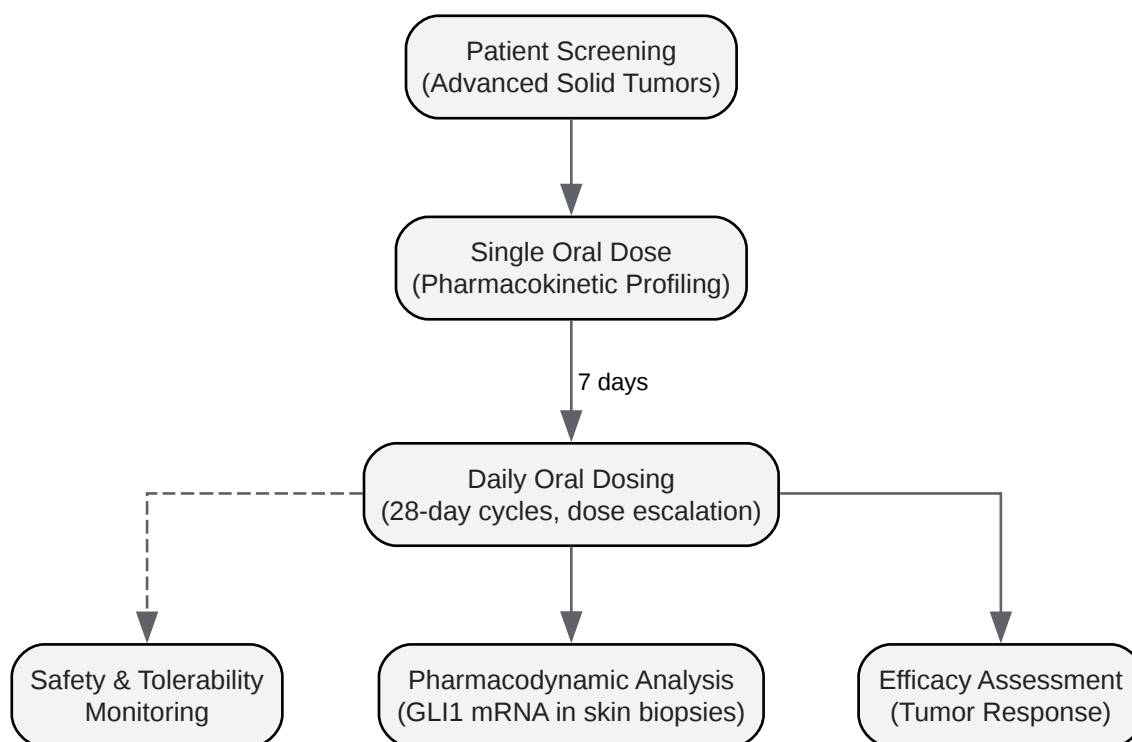 Patient Screening
(Advanced Solid Tumors)
Single Oral Dose
(Pharmacokinetic Profiling)
7 days
Daily Oral Dosing
(28-day cycles, dose escalation)
Safety & Tolerability
Monitoring
Pharmacodynamic Analysis
(GLI1 mRNA in skin biopsies)
Efficacy Assessment
(Tumor Response)